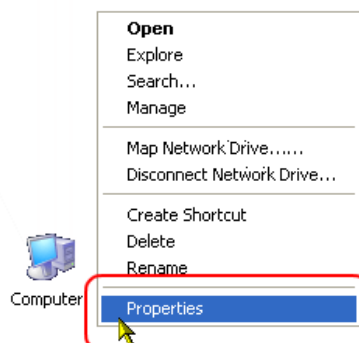 Open
Explore
Search...
Manage
Map Network Drive......
Disconnect Network Drive...
Create Shortcut
Delete
Rename
Computer
Properties